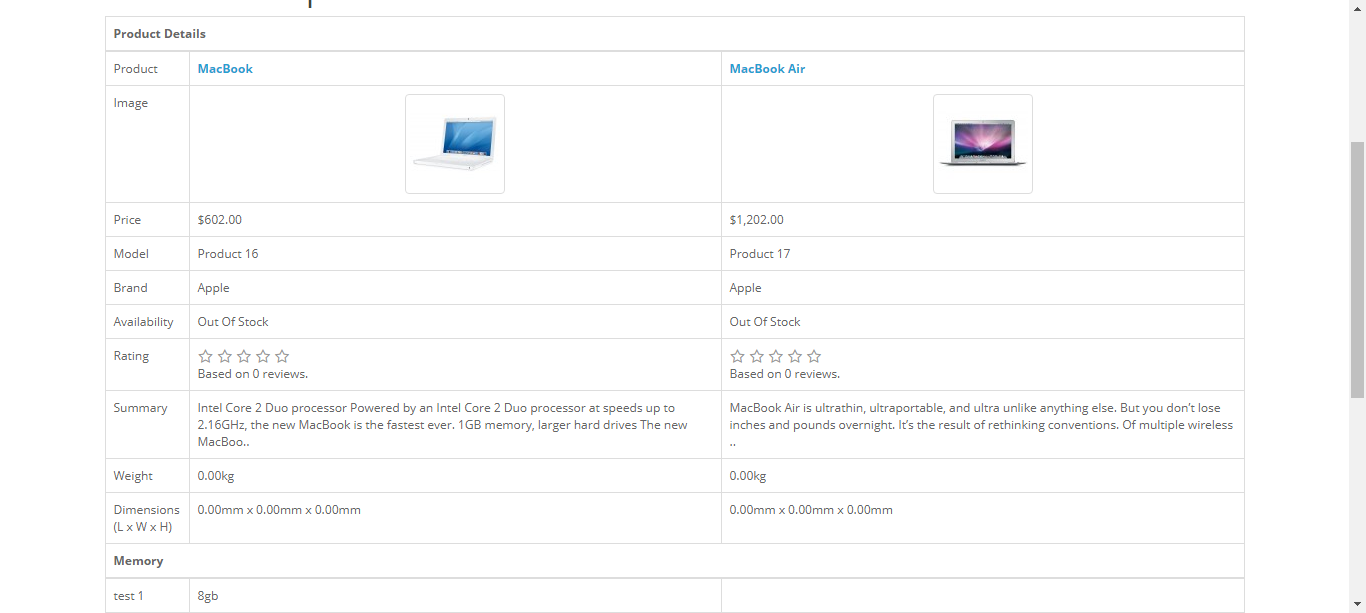 Product Details
Product MacBook MacBook Air
Image
Price $602.00 $1,202.00
Model Product 16 Product 17
Brand Apple Apple
Availability Out Of Stock Out Of Stock
Rating
Based on 0 reviews. Based on 0 reviews.
Summary Intel Core 2 Duo processor Powered by an Intel Core 2 Duo processor at speeds up to MacBook Air is ultrathin, ultraportable, and ultra unlike anything else. But you don’t lose
2.16GHz, the new MacBook is the fastest ever. 1GB memory, larger hard drives The new inches and pounds overnight. It’s the result of rethinking conventions. Of multiple wireless
MacBoo.. ..
Weight 0.00kg 0.00kg
Dimensions 0.00mm x 0.00mm x 0.00mm 0.00mm x 0.00mm x 0.00mm
(L x W x H)
Memory
test 1 8gb